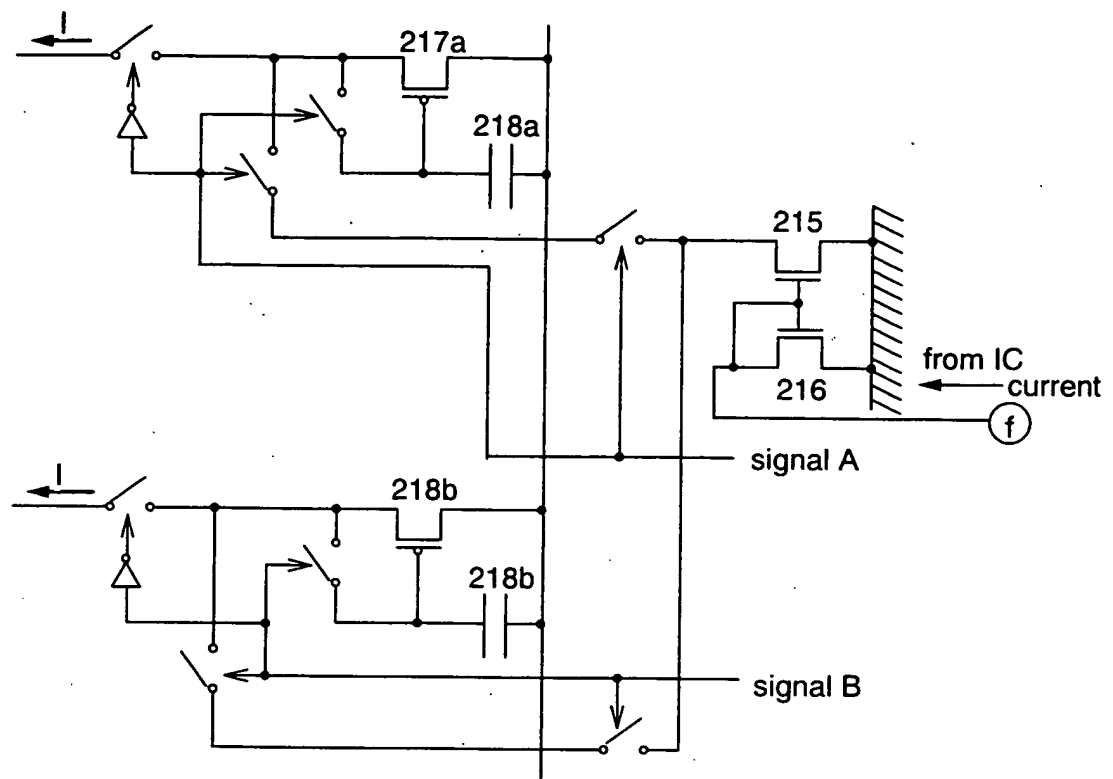 I
217a
218a
215
from IC
current
216
f
signal A
I
218b
218b
signal B